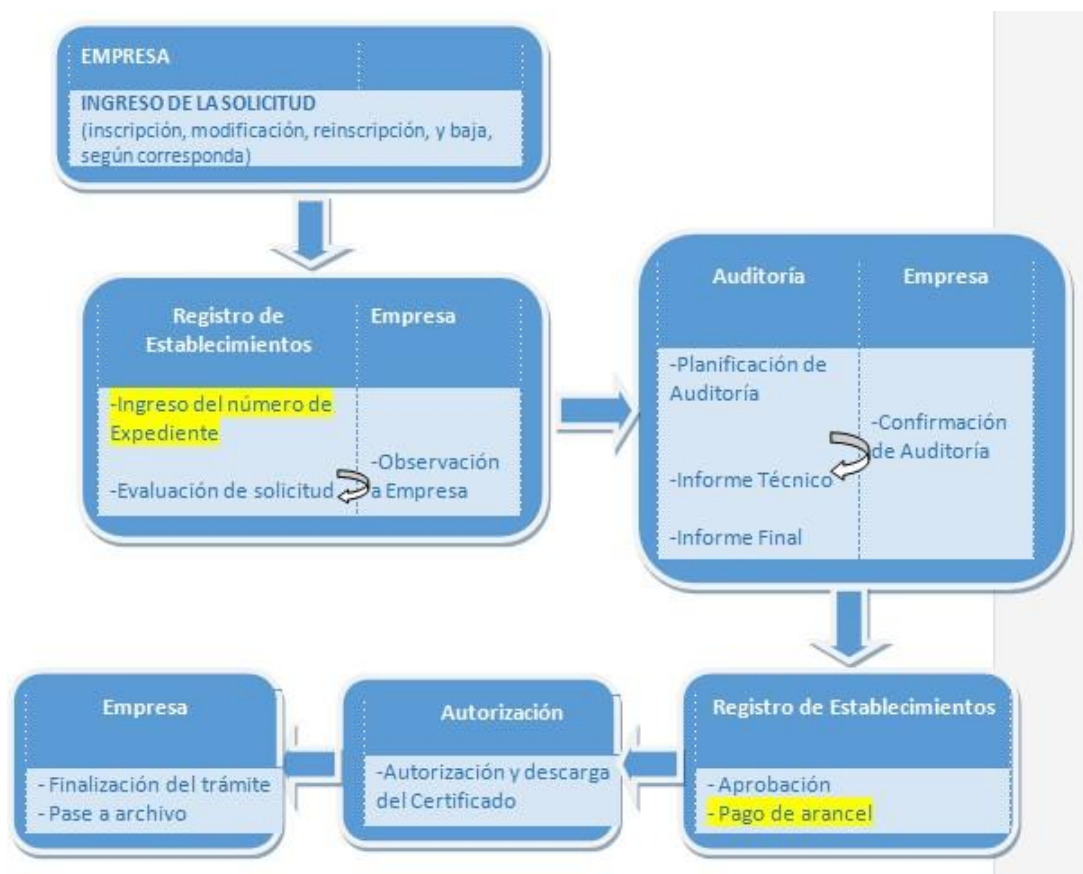 EMPRESA
INGRESO DE LA SOLICITUD
(inscripción, modificación, reinscripción, y baja,
según corresponda)
Registro de
Establecimientos
Empresa
-Ingreso del número de
Expediente
-Evaluación de solicitud
-Observación
a Empresa
Auditoría
Empresa
-Planificación de
Auditoría
-Confirmación
de Auditoría
-Informe Técnico
-Informe Final
Registro de Establecimientos
-Aprobación
-Pago de arancel
Autorización
-Autorización y descarga
del Certificado
Empresa
- Finalización del trámite
- Pase a archivo